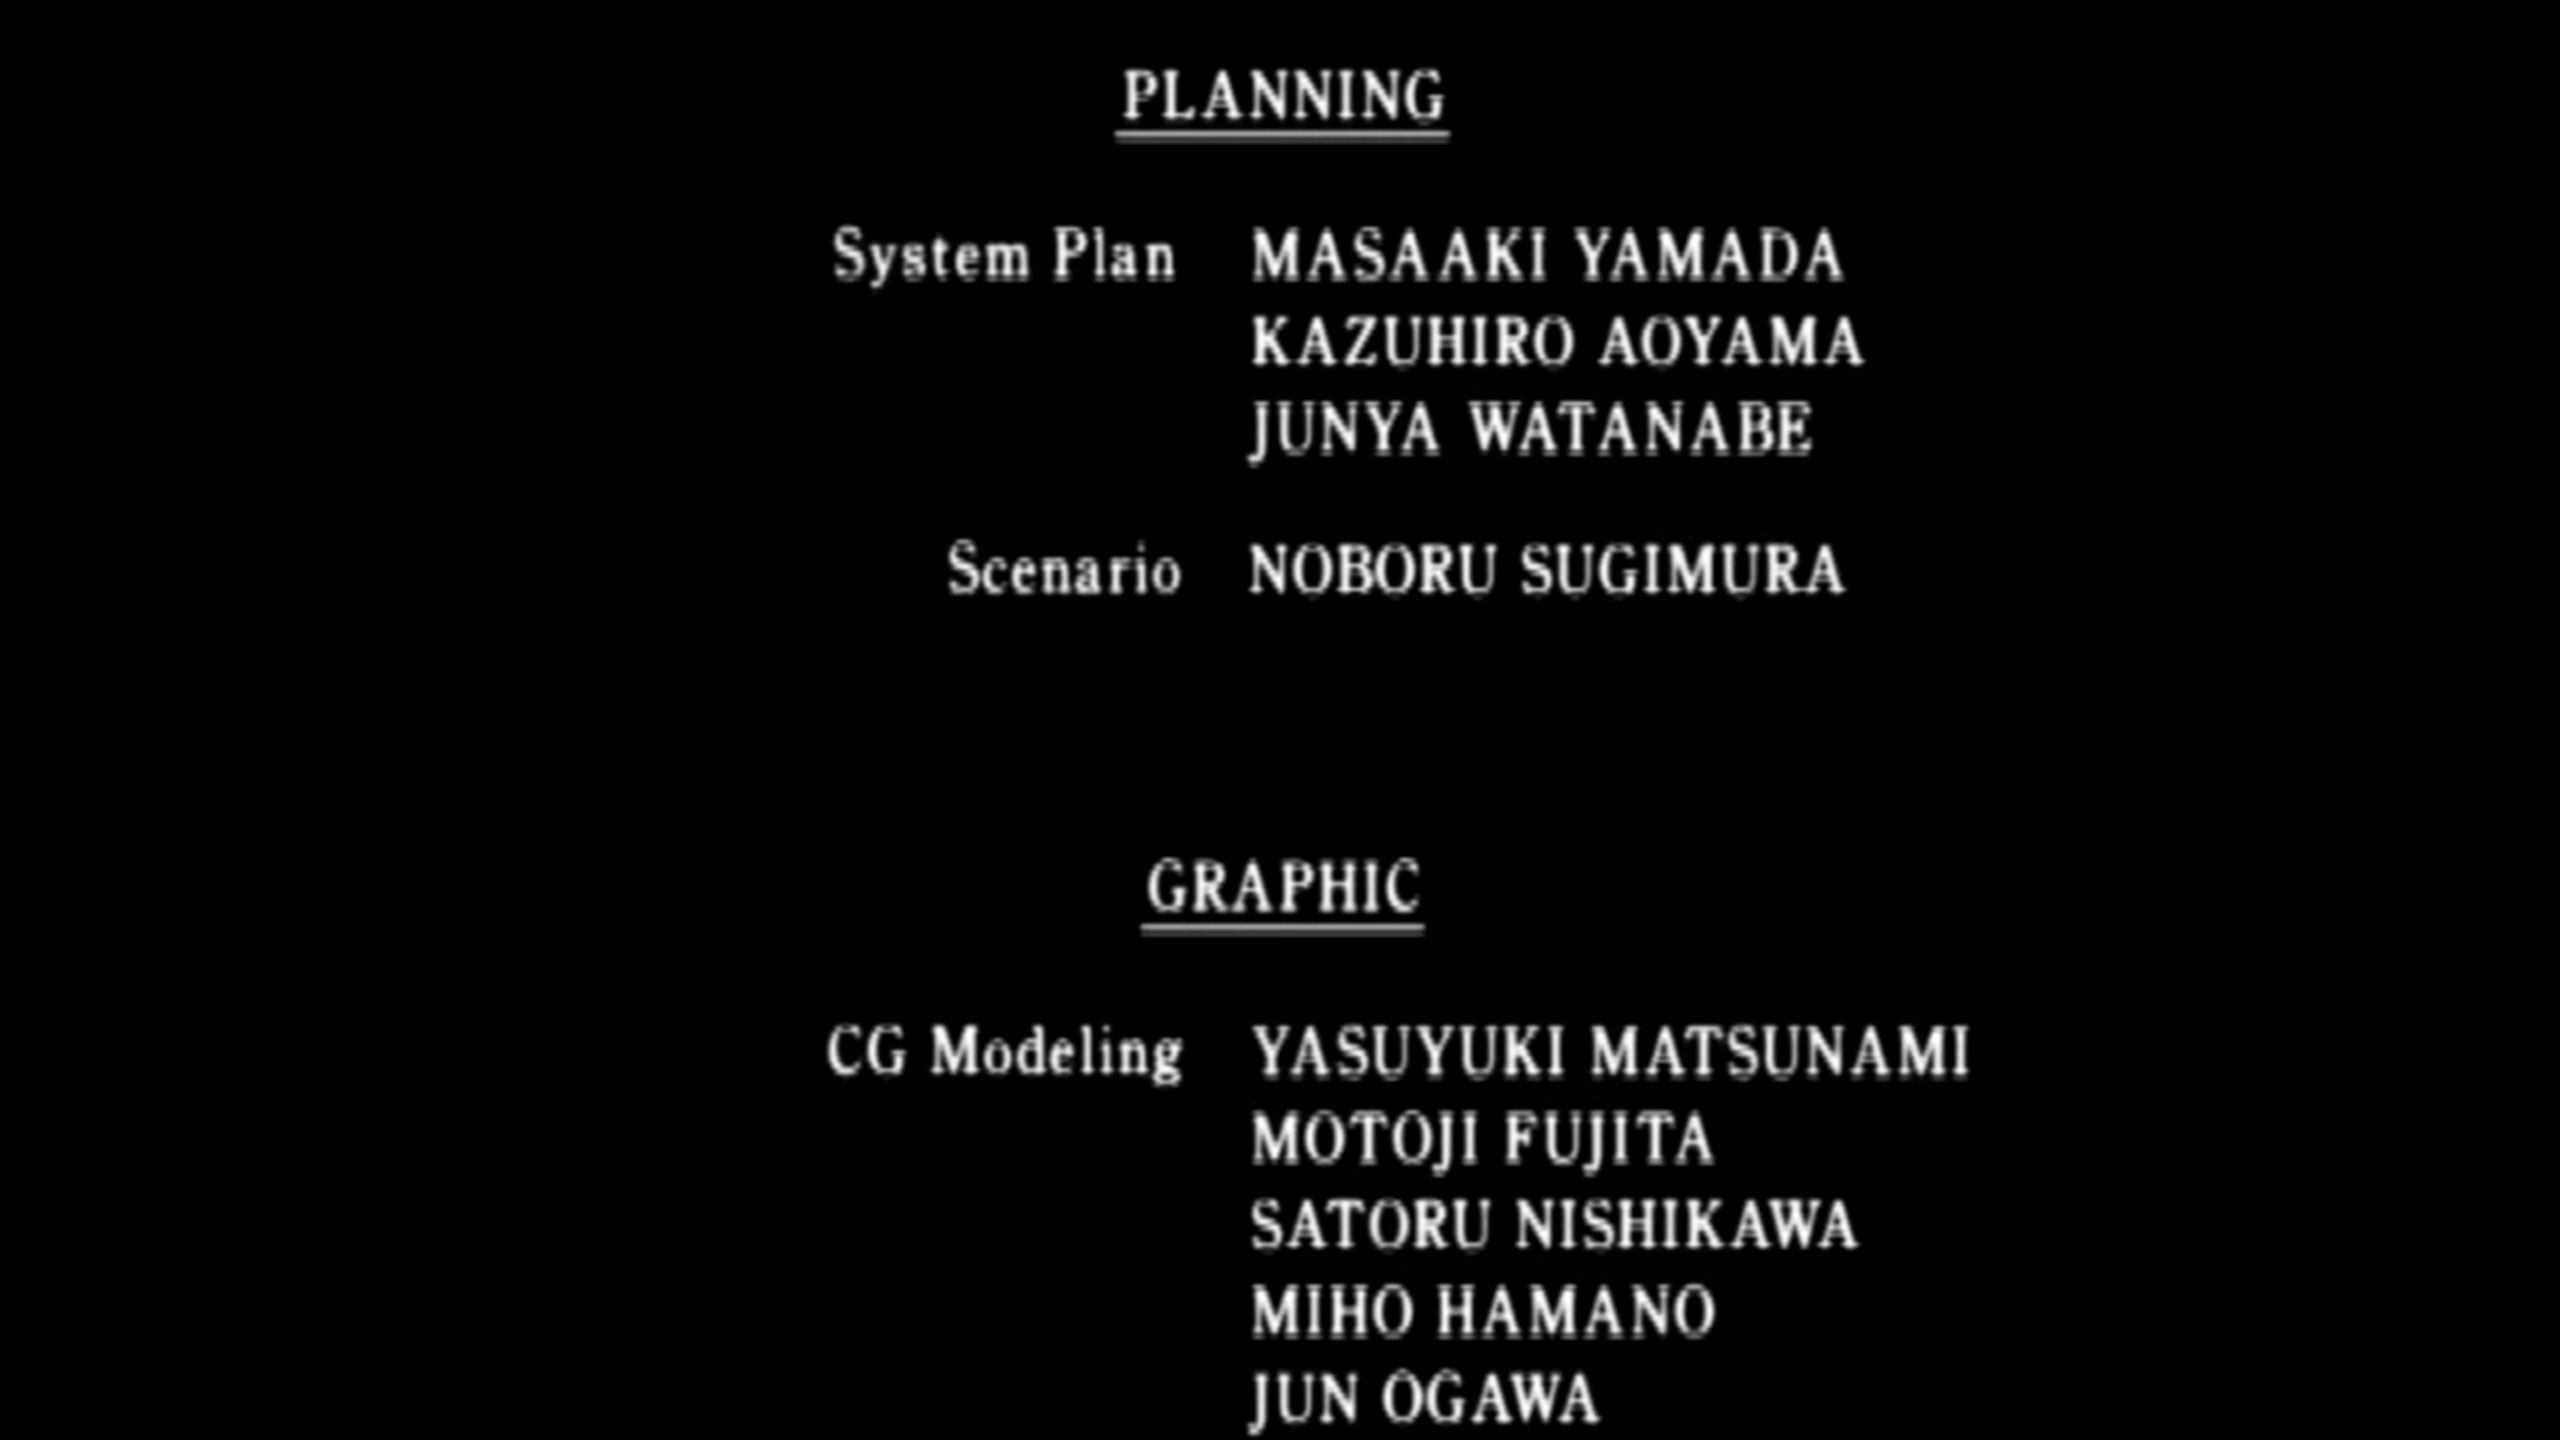 PLANNING
System Plan MASAAKI YAMADA
KAZUHIRO AOYAMA
JUNYA WATANABE
Scenario NOBORU SUGIMURA
GRAPHIC
CG Modeling YASUYUKI MATSUNAMI
MOTOJI FUJITA
SATORU NISHIKAWA
MIHO HAMANO
JUN OGAWA